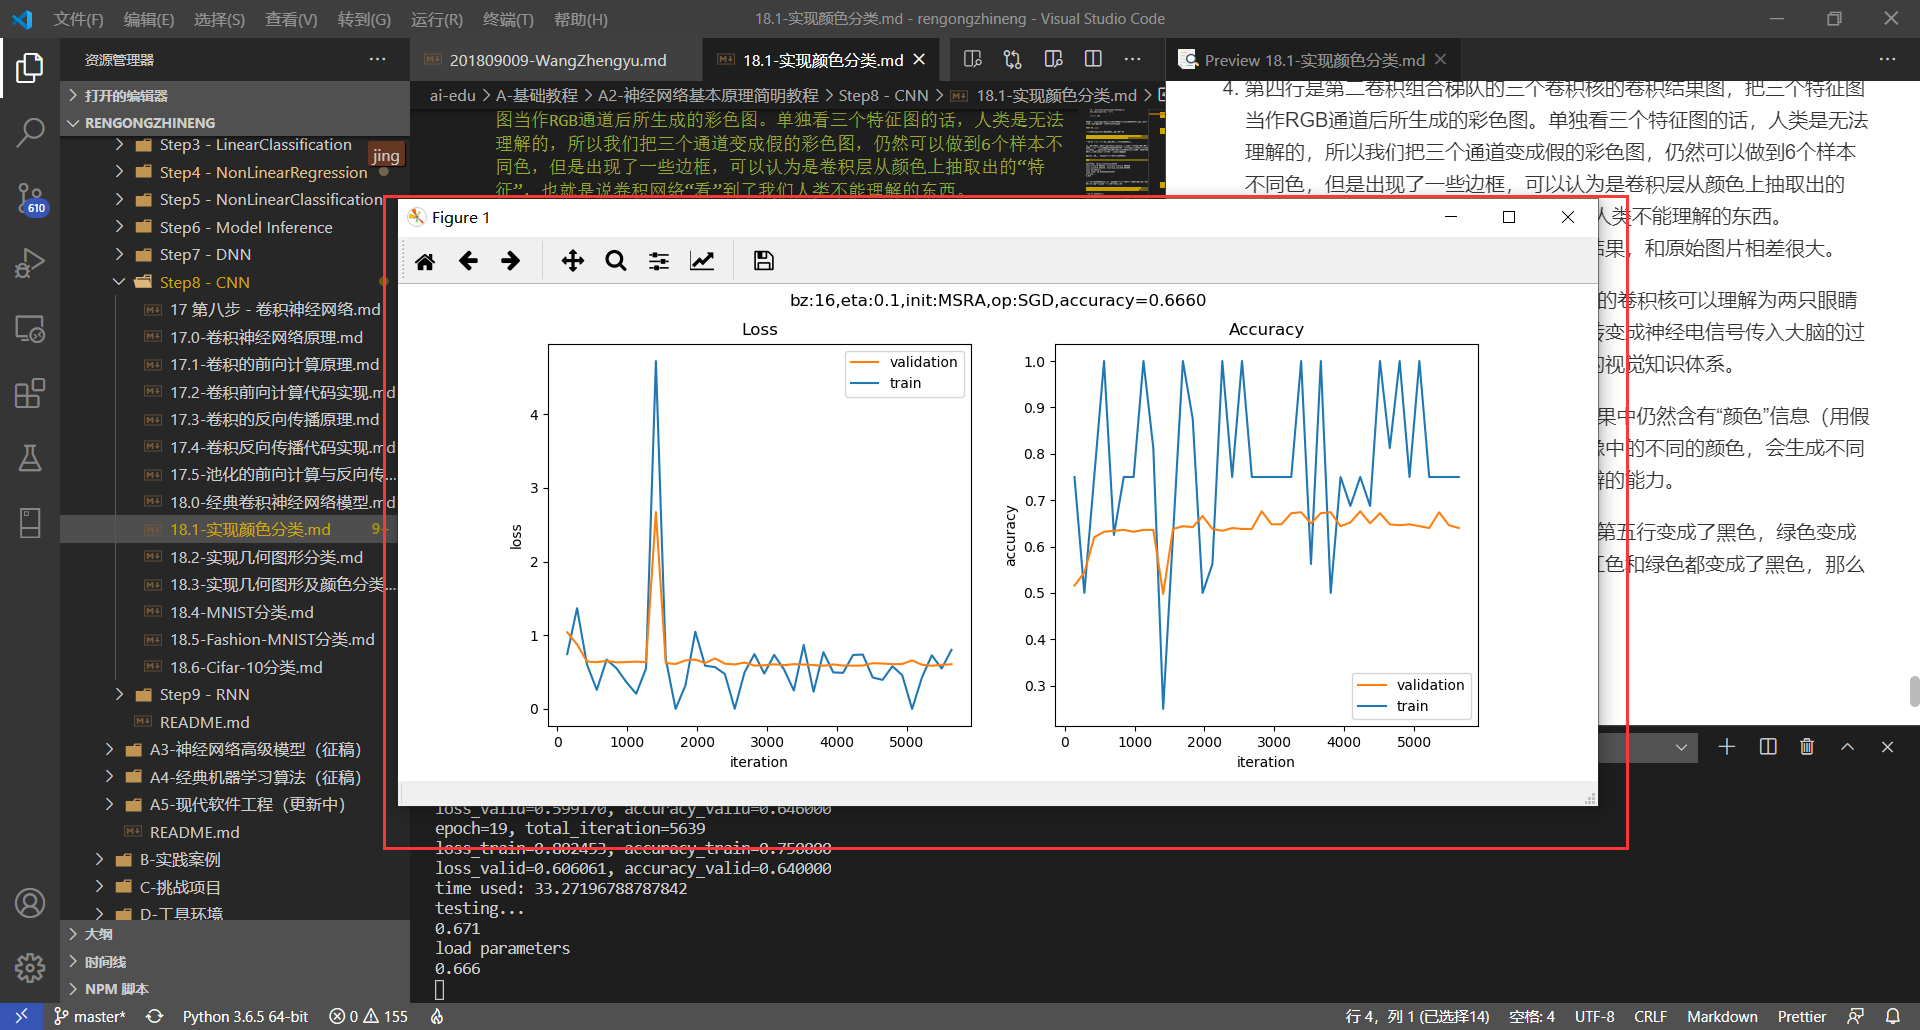 文件(F) 编辑(E) 选择(S) 查看(V) 转到(G) 运行(R) 终端(T) 帮助(H)
18.1-实现颜色分类.md - rengongzhineng - Visual Studio Code
资源管理器
打开的编辑器
RENGONGZHINENG
Step3 - LinearClassification
jing
Step4 - NonLinearRegression
Step5 - NonLinearClassification
Step6 - Model Inference
Step7 - DNN
Step8 - CNN
17 第八步 - 卷积神经网络.md
17.0-卷积神经网络原理.md
17.1-卷积的前向计算原理.md
17.2-卷积前向计算代码实现.md
17.3-卷积的反向传播原理.md
17.4-卷积反向传播代码实现.md
17.5-池化的前向计算与反向传...
18.0-经典卷积神经网络模型.md
18.1-实现颜色分类.md
18.2-实现几何图形分类.md
18.3-实现几何图形及颜色分类...
18.4-MNIST分类.md
18.5-Fashion-MNIST分类.md
18.6-Cifar-10分类.md
Step9 - RNN
README.md
A3-神经网络高级模型（征稿）
A4-经典机器学习算法（征稿）
A5-现代软件工程（更新中）
README.md
B-实践案例
C-挑战项目
D-工具环境
大纲
时间线
NPM 脚本
610
201809009-WangZhengyu.md
18.1-实现颜色分类.md
ai-edu > A-基础教程 > A2-神经网络基本原理简明教程 > Step8 - CNN > 18.1-实现颜色分类.md >
图当作RGB通道后所生成的彩色图。单独看三个特征图的话，人类是无法
理解的，所以我们把三个通道变成假的彩色图，仍然可以做到6个样本不
同色，但是出现了一些边框，可以认为是卷积层从颜色上抽取出的“特
征”，也就是说卷积网络“看”到了我们人类不能理解的东西。
Preview 18.1-实现颜色分类.md
4. 第四行是第二卷积组合梯队的三个卷积核的卷积结果图，把三个特征图
当作RGB通道后所生成的彩色图。单独看三个特征图的话，人类是无法
理解的，所以我们把三个通道变成假的彩色图，仍然可以做到6个样本
不同色，但是出现了一些边框，可以认为是卷积层从颜色上抽取出的
人类不能理解的东西。
果，和原始图片相差很大。
的卷积核可以理解为两只眼睛
变成神经电信号传入大脑的过
视觉知识体系。
果中仍然含有“颜色”信息（用假
中的不同的颜色，会生成不同
的能力。
第五行变成了黑色，绿色变成
色和绿色都变成了黑色，那么
Figure 1
bz:16,eta:0.1,init:MSRA,op:SGD,accuracy=0.6660
Loss
validation
train
loss
4
3
2
1
0
0 1000 2000 3000 4000 5000
iteration
Accuracy
accuracy
1.0
0.9
0.8
0.7
0.6
0.5
0.4
0.3
validation
train
0 1000 2000 3000 4000 5000
iteration
loss_valid=0.599170, accuracy_valid=0.646000
epoch=19, total_iteration=5639
loss_train=0.802453, accuracy_train=0.750000
loss_valid=0.606061, accuracy_valid=0.640000
time used: 33.27196788787842
testing...
0.671
load parameters
0.666
master* Python 3.6.5 64-bit 0 155
行 4，列 1 (已选择14) 空格: 4 UTF-8 CRLF Markdown Prettier